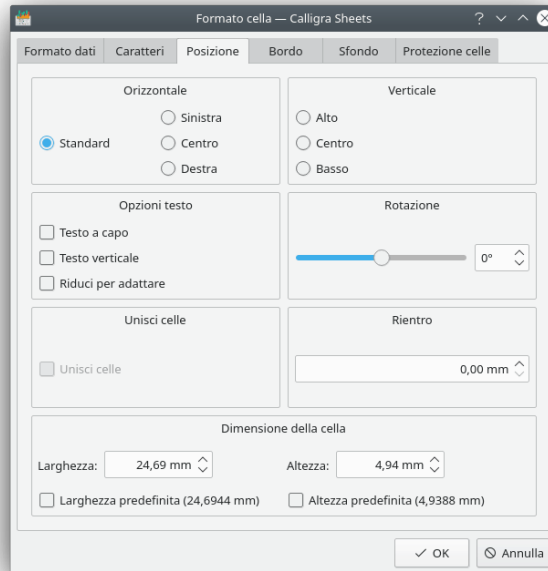 Formato cella — Calligra Sheets
Formato dati Caratteri Posizione Bordo Sfondo Protezione celle
Orizzontale
Standard
Sinistra
Centro
Destra
Verticale
Alto
Centro
Basso
Opzioni testo
Testo a capo
Testo verticale
Riduci per adattare
Rotazione
0°
Unisci celle
Unisci celle
Rientro
0,00 mm
Dimensione della cella
Larghezza: 24,69 mm Altezza: 4,94 mm
Larghezza predefinita (24,6944 mm) Altezza predefinita (4,9388 mm)
OK Annulla